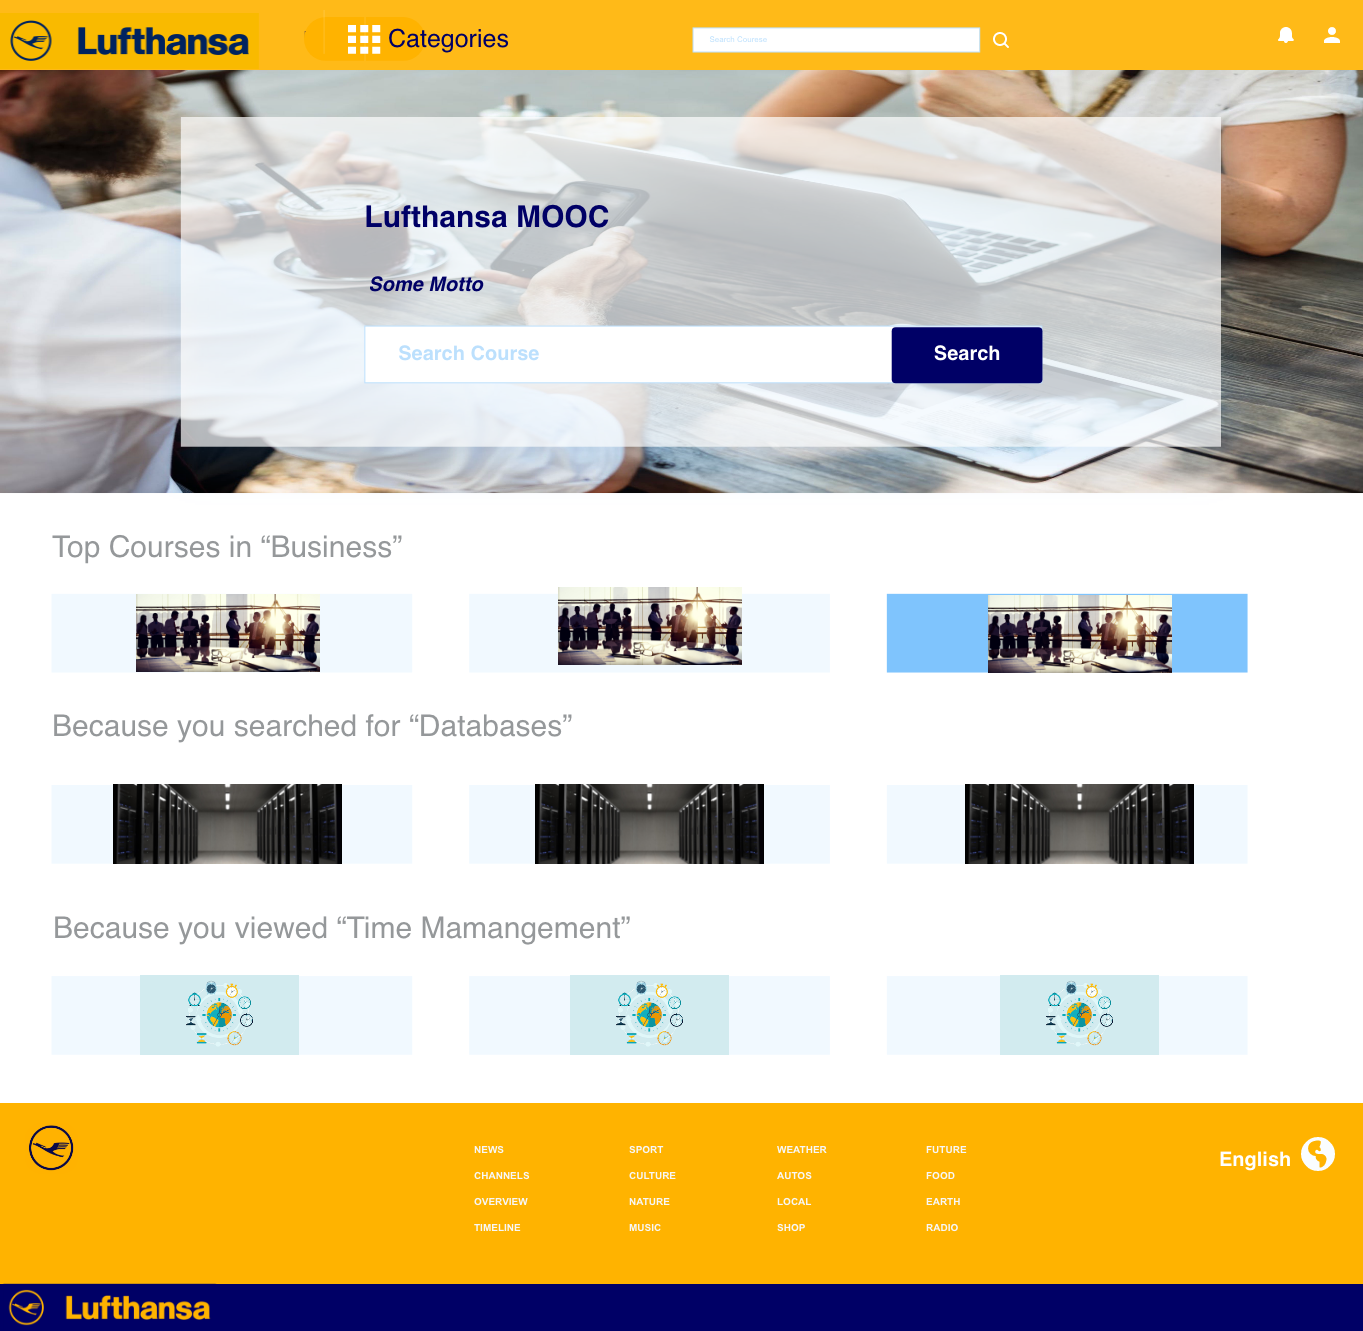 Lufthansa
Categories
Search Course
Lufthansa MOOC
Some Motto
Search Course
Search
Top Courses in “Business”
Because you searched for “Databases”
Because you viewed “Time Mamangement”
NEWS
SPORT
WEATHER
FUTURE
CHANNELS
CULTURE
AUTOS
FOOD
OVERVIEW
NATURE
LOCAL
EARTH
TIMELINE
MUSIC
SHOP
RADIO
English
Lufthansa